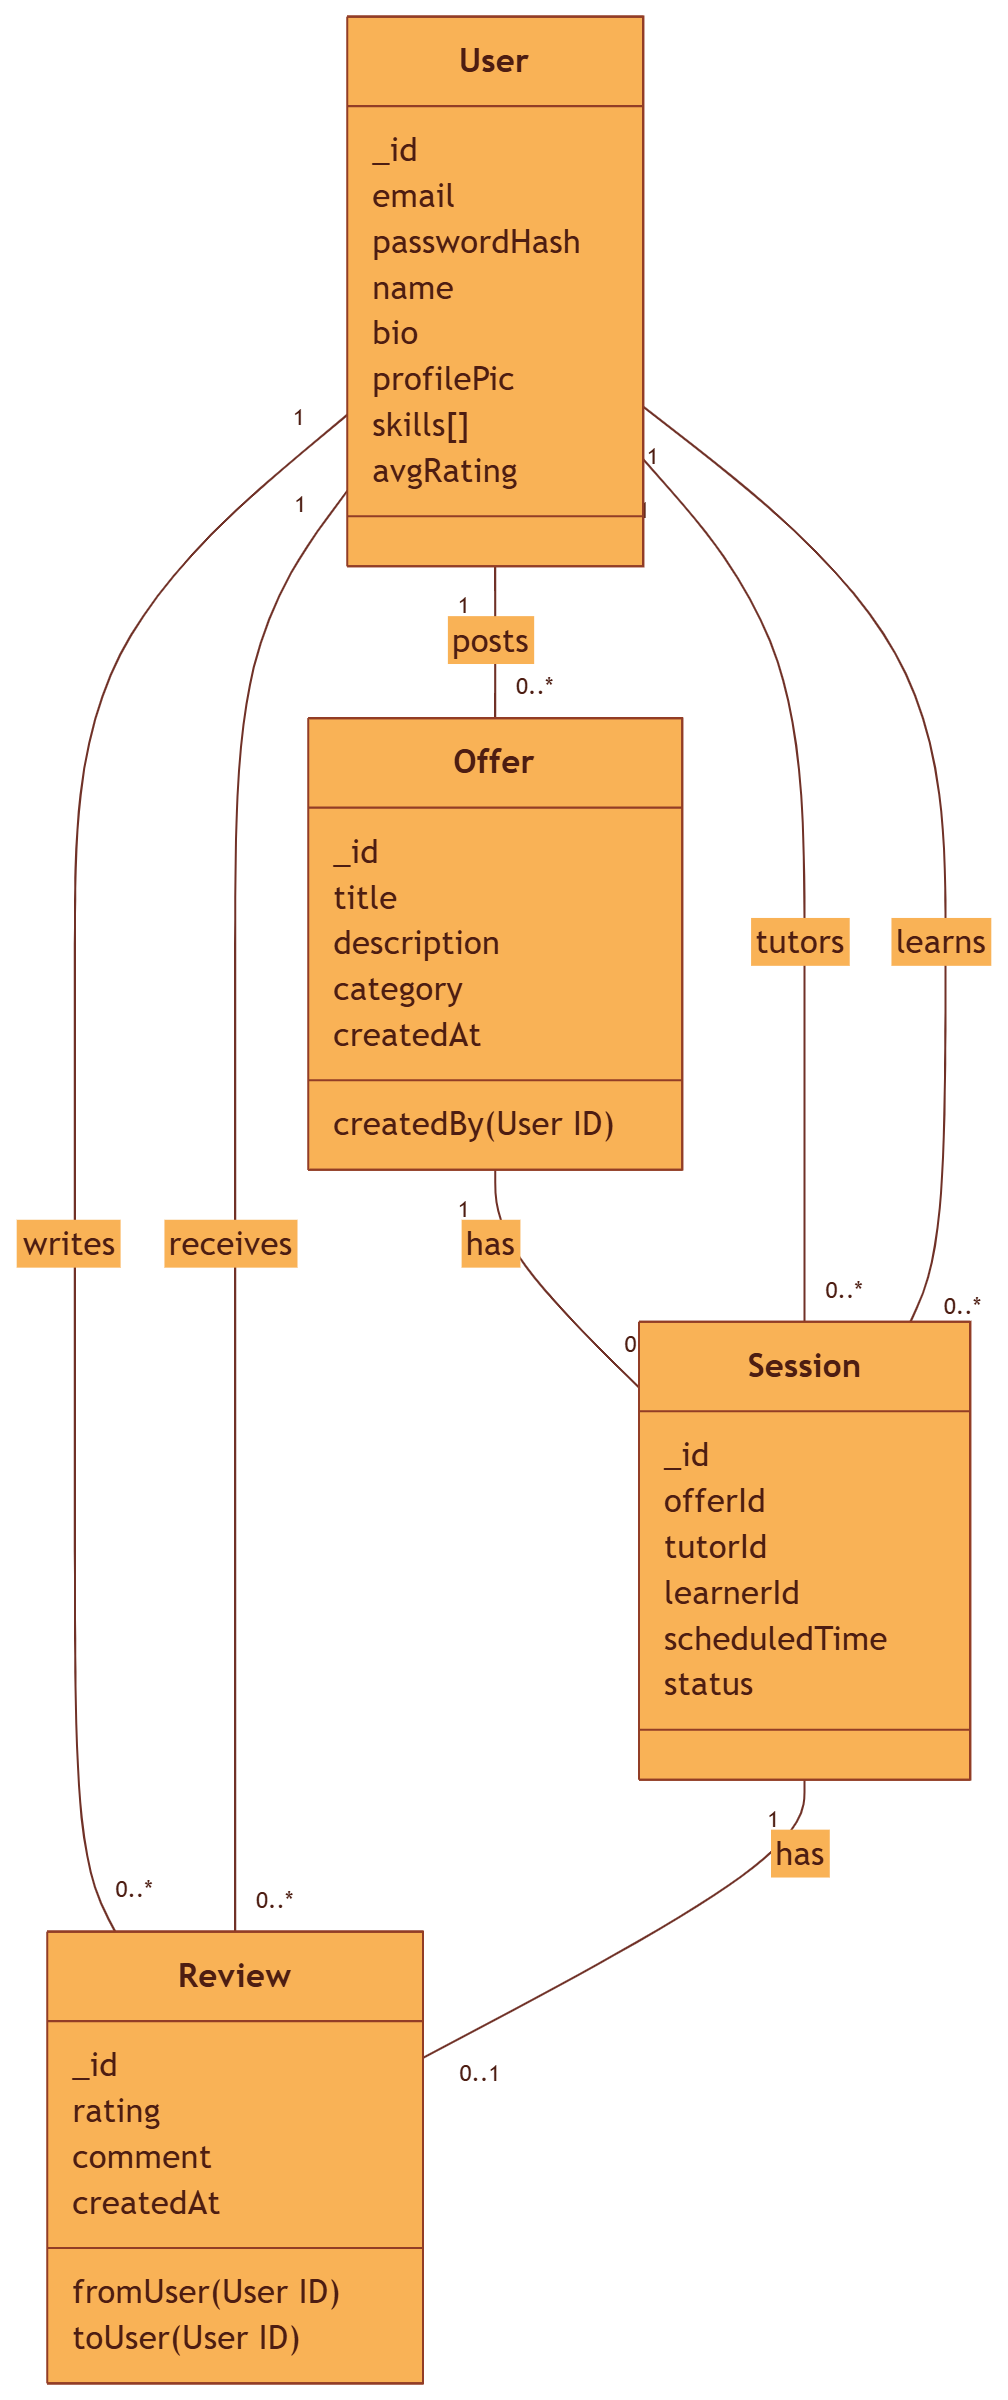 User
_id
email
passwordHash
name
bio
profilePic
skills[]
avgRating
1
1
1
1
posts
0..*
Offer
_id
title
description
category
createdAt
createdBy(User ID)
tutors
learns
1
has
writes
receives
0..*
0..*
0
Session
_id
offerId
tutorId
learnerId
scheduledTime
status
1
has
0..*
0..*
Review
_id
rating
comment
createdAt
fromUser(User ID)
toUser(User ID)
0..1